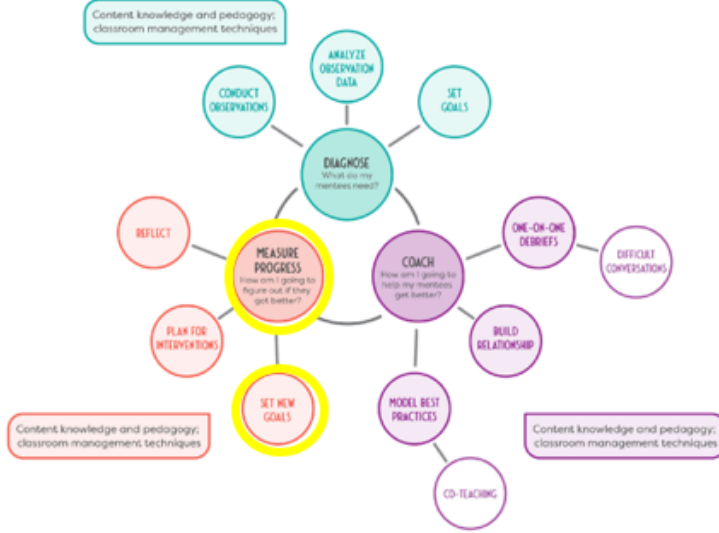 Content knowledge and pedagogy;
classroom management techniques
ANALYZE
OBSERVATION
DATA
CONDUCT
OBSERVATIONS
SET
GOALS
DIAGNOSE
What do my
mentees need?
REFLECT
MEASURE
PROGRESS
How am I going to
figure out if they
got better?
COACH
How am I going to
help my mentees
get better?
ONE-ON-ONE
DEBRIEFS
DIFFICULT
CONVERSATIONS
PLAN FOR
INTERVENTIONS
BUILD
RELATIONSHIP
SET NEW
GOALS
MODEL BEST
PRACTICES
Content knowledge and pedagogy;
classroom management techniques
Content knowledge and pedagogy;
classroom management techniques
CO-TEACHING